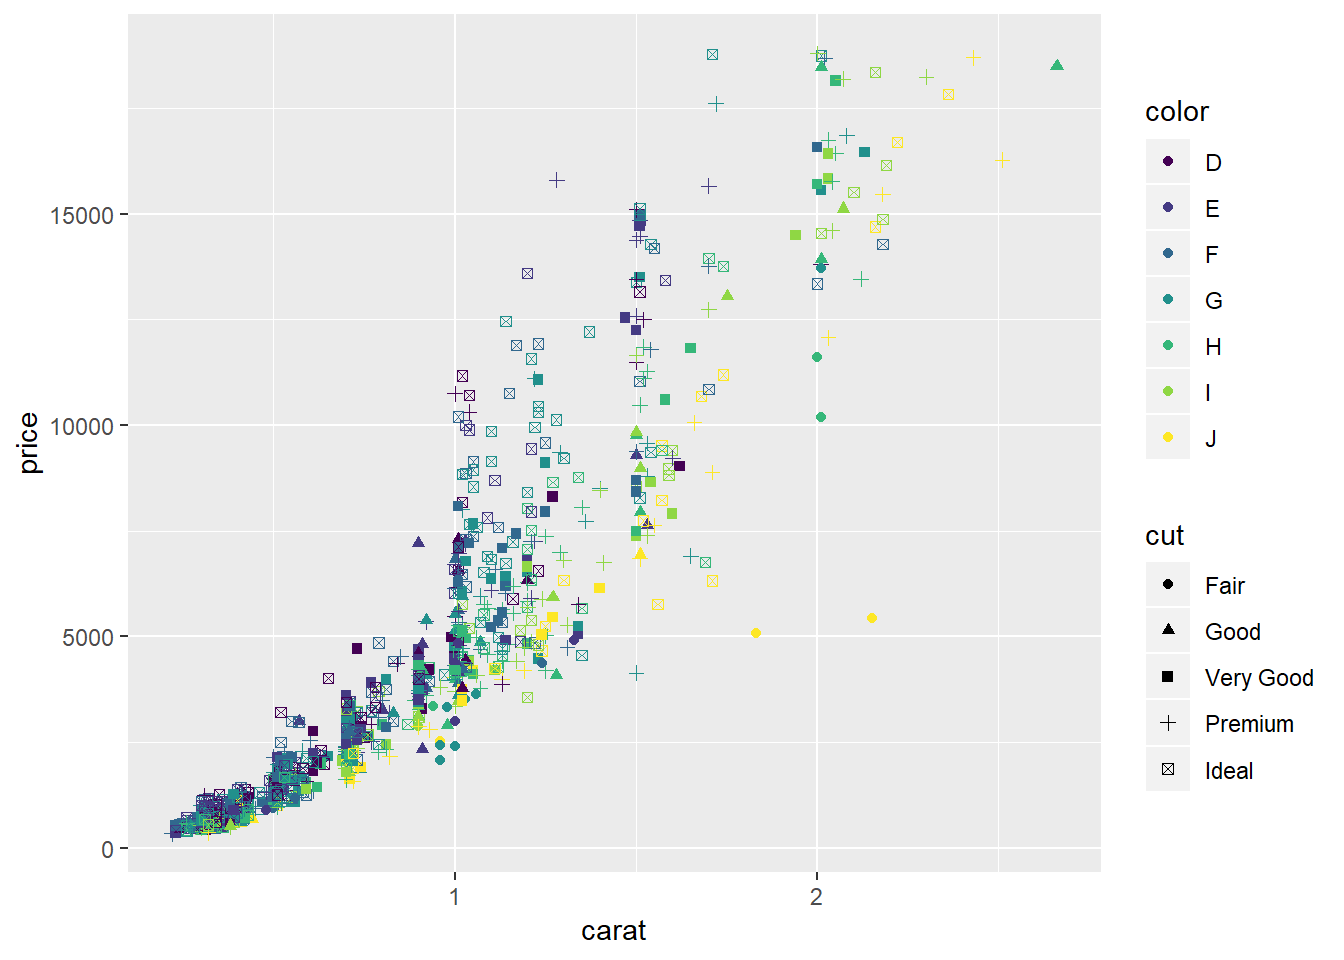 15000
10000
5000
0
1
2
carat
price
color
D
E
F
G
H
I
J
cut
Fair
Good
Very Good
Premium
Ideal